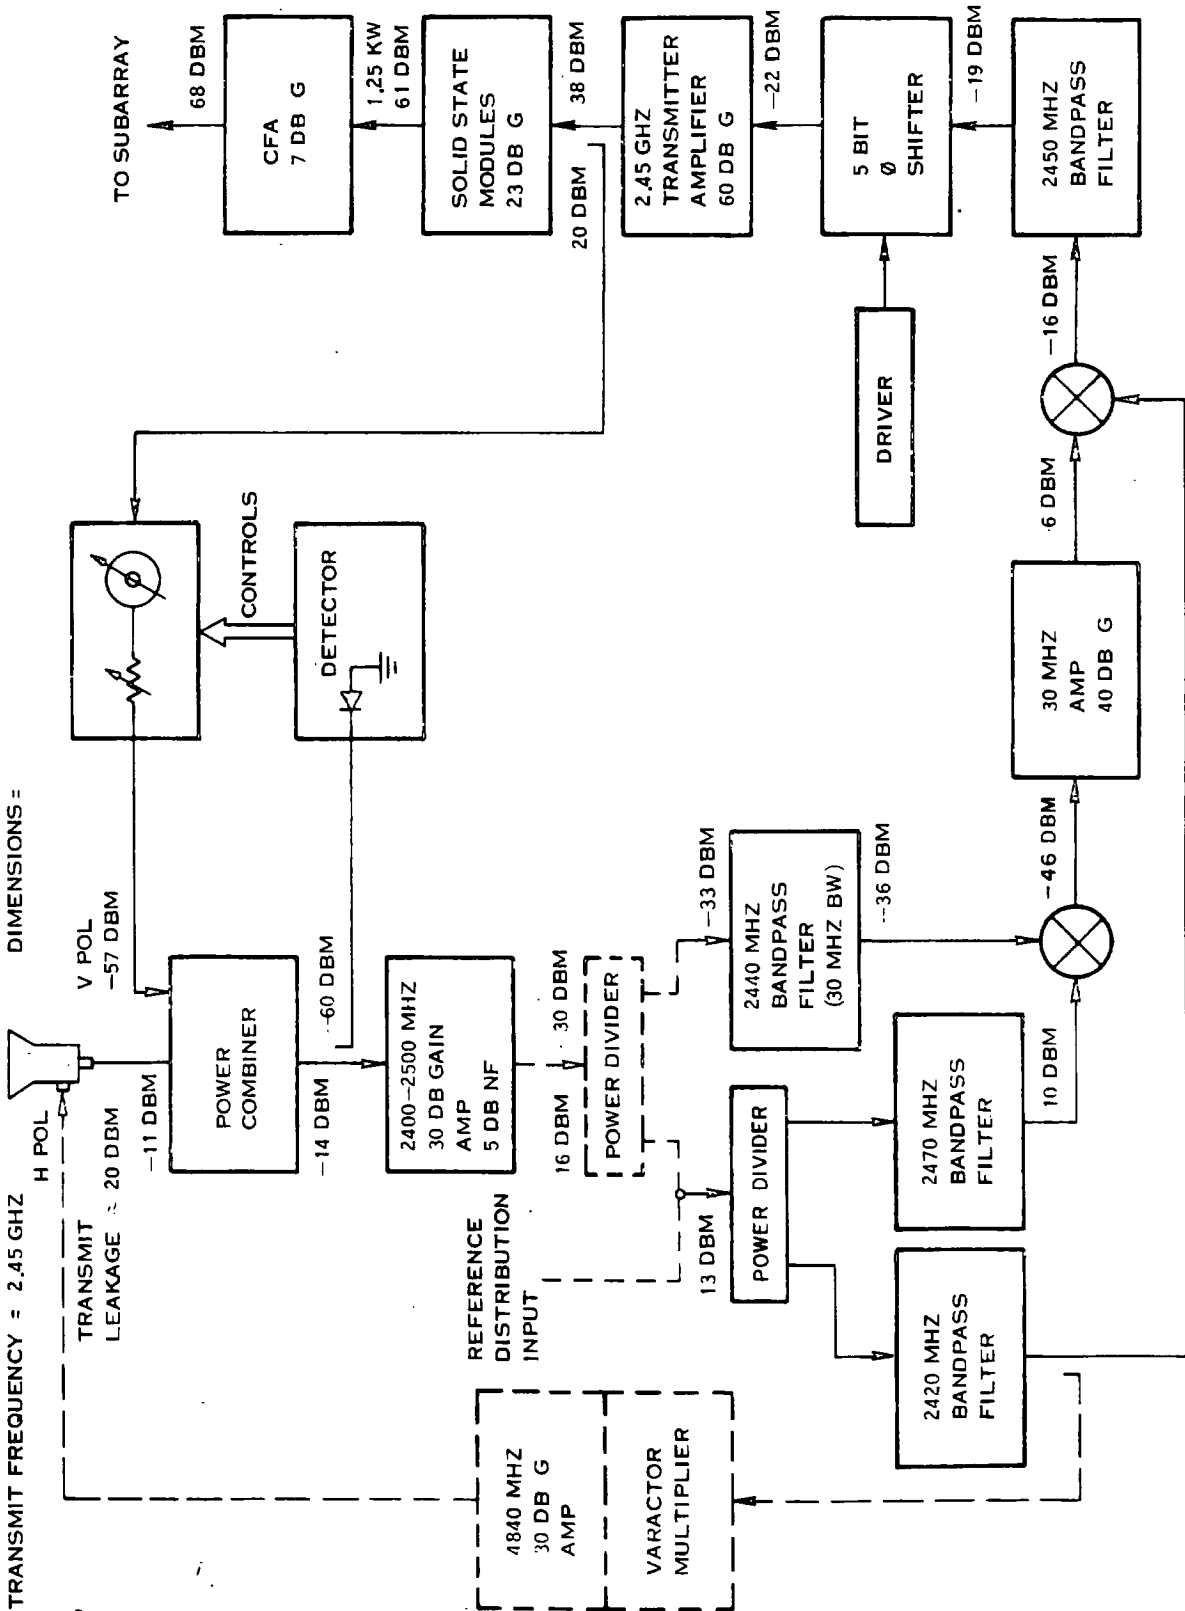 TRANSMIT FREQUENCY = 2.45 GHZ
DIMENSIONS =
H POL
V POL
-57 DBM
TRANSMIT
LEAKAGE ≈ 20 DBM
-11 DBM
POWER
COMBINER
-14 DBM
--60 DBM
2400-2500 MHZ
30 DB GAIN
AMP
5 DB NF
16 DBM
30 DBM
POWER DIVIDER
REFERENCE
DISTRIBUTION
INPUT
13 DBM
POWER DIVIDER
-33 DBM
2440 MHZ
BANDPASS
FILTER
(30 MHZ BW)
--36 DBM
4840 MHZ
30 DB G
AMP
VARACTOR
MULTIPLIER
2420 MHZ
BANDPASS
FILTER
2470 MHZ
BANDPASS
FILTER
10 DBM
-46 DBM
30 MHZ
AMP
40 DB G
-6 DBM
-16 DBM
2450 MHZ
BANDPASS
FILTER
-19 DBM
5 BIT
Ø
SHIFTER
DRIVER
-22 DBM
2.45 GHZ
TRANSMITTER
AMPLIFIER
60 DB G
38 DBM
20 DBM
SOLID STATE
MODULES
23 DB G
1.25 KW
61 DBM
CFA
7 DB G
68 DBM
TO SUBARRAY
CONTROLS
DETECTOR